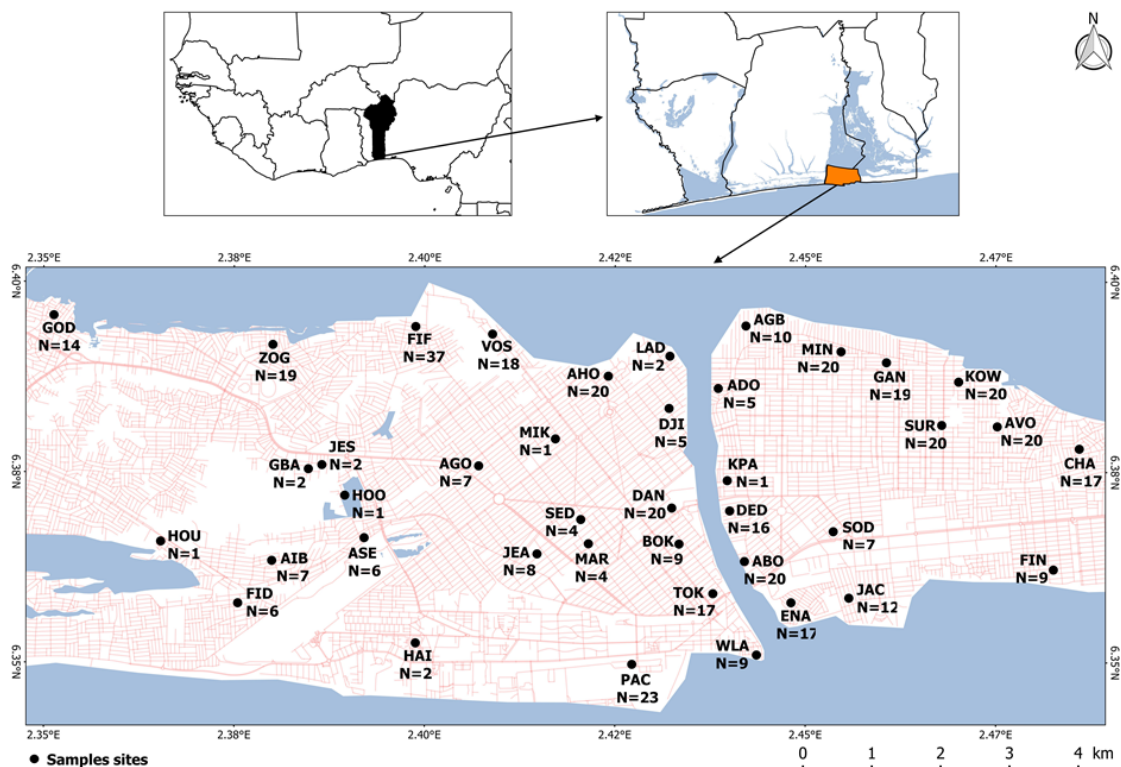 N
2.35°E
2.38°E
2.40°E
2.42°E
2.45°E
2.47°E
6.40°N
6.40°N
GOD
N=14
ZOG
N=19
FIF
N=37
VOS
N=18
AHO
N=20
LAD
N=2
AGB
N=10
MIN
N=20
GAN
N=19
KOW
N=20
ADO
N=5
DJI
N=5
SUR
N=20
AVO
N=20
MIK
N=1
JES
N=2
GBA
N=2
AGO
N=7
CHA
N=17
6.38°N
6.38°N
KPA
N=1
HOO
N=1
DAN
N=20
DED
N=16
SED
N=4
SOD
N=7
HOU
N=1
ASE
N=6
AIB
N=7
JEA
N=8
MAR
N=4
BOK
N=9
ABO
N=20
FIN
N=9
FID
N=6
TOK
N=17
ENA
N=17
JAC
N=12
HAI
N=2
WLA
N=9
PAC
N=23
6.35°N
6.35°N
2.35°E
2.38°E
2.40°E
2.42°E
2.45°E
2.47°E
Samples sites
0 1 2 3 4 km